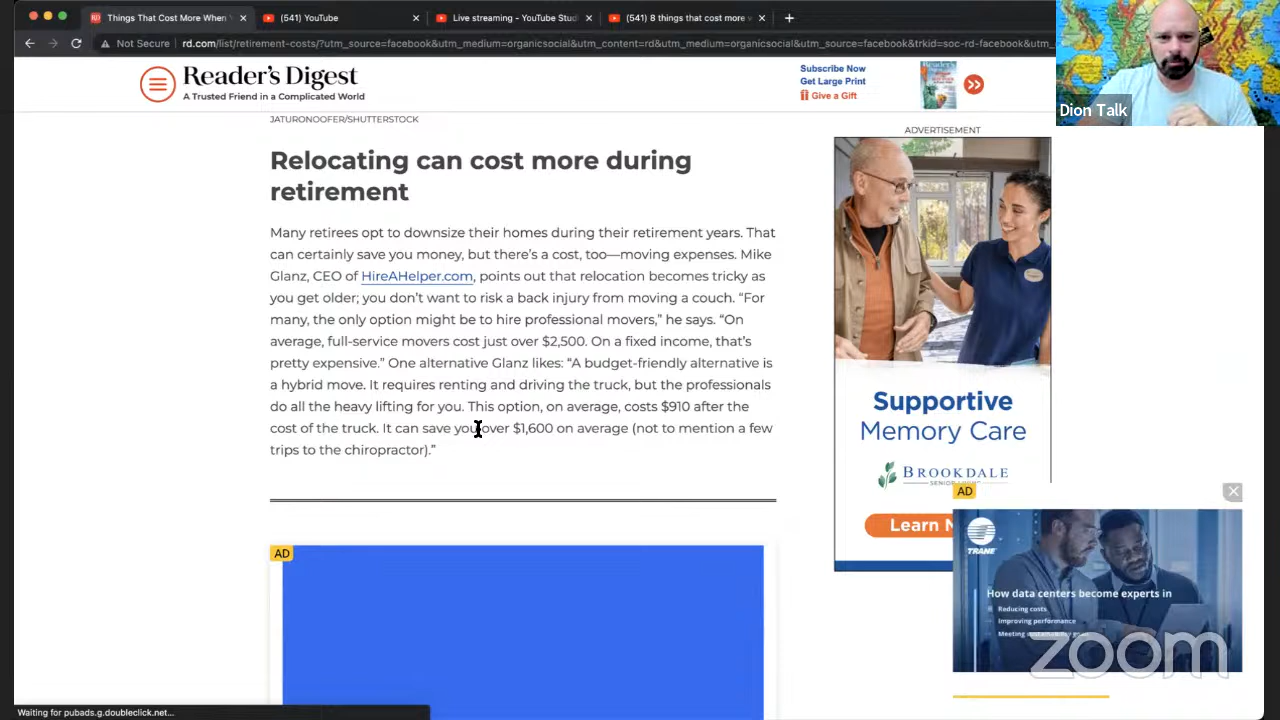 Things That Cost More When
(541) YouTube
Live streaming - YouTube Stud
(541) 8 things that cost more w
Not Secure
rd.com/list/retirement-costs/?utm_source=facebook&utm_medium=organicsocial&utm_content=rd&utm_medium=organicsocial&utm_source=facebook&trkid=soc-rd-facebook&utm_
Reader's Digest
A Trusted Friend in a Complicated World
Subscribe Now
Get Large Print
Give a Gift
Dion Talk
JATURONOOFER/SHUTTERSTOCK
Relocating can cost more during
retirement
Many retirees opt to downsize their homes during their retirement years. That
can certainly save you money, but there's a cost, too—moving expenses. Mike
Glanz, CEO of HireAHelper.com, points out that relocation becomes tricky as
you get older; you don't want to risk a back injury from moving a couch. “For
many, the only option might be to hire professional movers,” he says. “On
average, full-service movers cost just over $2,500. On a fixed income, that's
pretty expensive.” One alternative Glanz likes: “A budget-friendly alternative is
a hybrid move. It requires renting and driving the truck, but the professionals
do all the heavy lifting for you. This option, on average, costs $910 after the
cost of the truck. It can save you over $1,600 on average (not to mention a few
trips to the chiropractor).”
AD
ADVERTISEMENT
Supportive
Memory Care
BROOKDALE
Learn M
AD
TRANE
How data centers become experts in
Reducing costs
Improving performance
Meeting sustainability goals
zoom
Waiting for pubads.g.doubleclick.net...